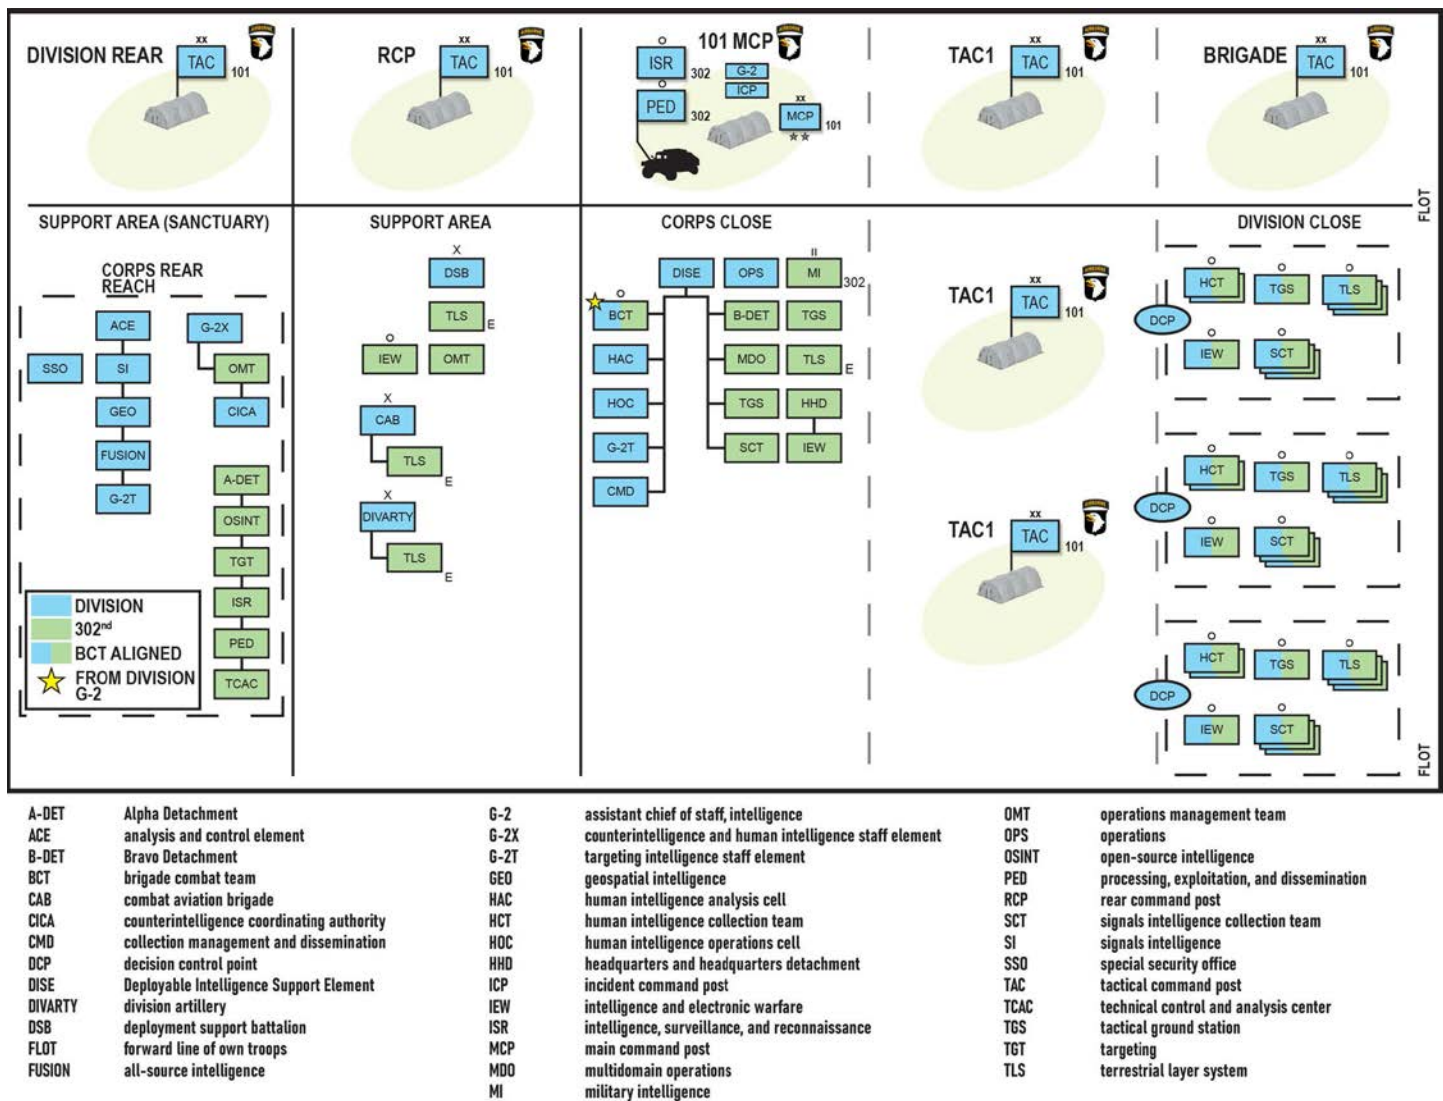 DIVISION REAR
xx
TAC
101
RCP
xx
TAC
101
101 MCP
ISR
302
PED
302
G-2
ICP
xx
MCP
101
TAC1
xx
TAC
101
BRIGADE
xx
TAC
101
FLOT
SUPPORT AREA (SANCTUARY)
CORPS REAR
REACH
ACE
G-2X
SSO
SI
OMT
GEO
CICA
FUSION
G-2T
A-DET
OSINT
TGT
ISR
PED
TCAC
DIVISION
302nd
BCT ALIGNED
FROM DIVISION
G-2
SUPPORT AREA
X
DSB
TLS
E
O
IEW
OMT
X
CAB
TLS
E
X
DIVARTY
TLS
E
CORPS CLOSE
DISE
OPS
II
MI
302
O
BCT
B-DET
TGS
HAC
MDO
TLS
E
HOC
TGS
HHD
G-2T
SCT
IEW
CMD
TAC1
xx
TAC
101
TAC1
xx
TAC
101
DIVISION CLOSE
O
HCT
O
TGS
O
TLS
DCP
O
IEW
O
SCT
O
HCT
O
TGS
O
TLS
DCP
O
IEW
O
SCT
O
HCT
O
TGS
O
TLS
DCP
O
IEW
O
SCT
FLOT
A-DET Alpha Detachment
ACE analysis and control element
B-DET Bravo Detachment
BCT brigade combat team
CAB combat aviation brigade
CICA counterintelligence coordinating authority
CMD collection management and dissemination
DCP decision control point
DISE Deployable Intelligence Support Element
DIVARTY division artillery
DSB deployment support battalion
FLOT forward line of own troops
FUSION all-source intelligence
G-2 assistant chief of staff, intelligence
G-2X counterintelligence and human intelligence staff element
G-2T targeting intelligence staff element
GEO geospatial intelligence
HAC human intelligence analysis cell
HCT human intelligence collection team
HOC human intelligence operations cell
HHD headquarters and headquarters detachment
ICP incident command post
IEW intelligence and electronic warfare
ISR intelligence, surveillance, and reconnaissance
MCP main command post
MDO multidomain operations
MI military intelligence
OMT operations management team
OPS operations
OSINT open-source intelligence
PED processing, exploitation, and dissemination
RCP rear command post
SCT signals intelligence collection team
SI signals intelligence
SSO special security office
TAC tactical command post
TCAC technical control and analysis center
TGS tactical ground station
TGT targeting
TLS terrestrial layer system